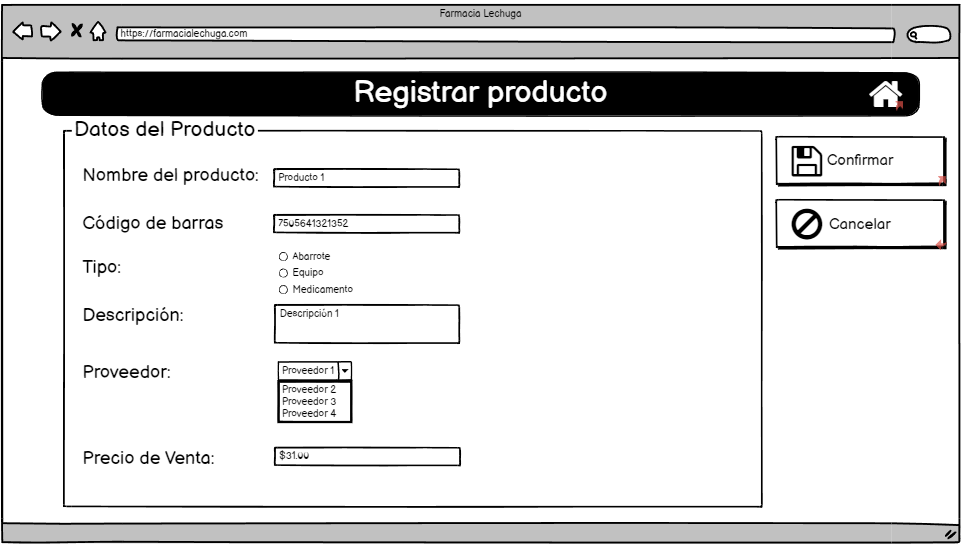 Farmacia Lechuga
https://farmacialechuga.com
Registrar producto
Datos del Producto
Nombre del producto: Producto 1
Código de barras 7505641321352
Tipo:
Abarrote
Equipo
Medicamento
Descripción: Descripción 1
Proveedor: Proveedor 1
Proveedor 2
Proveedor 3
Proveedor 4
Precio de Venta: $31.00
Confirmar
Cancelar